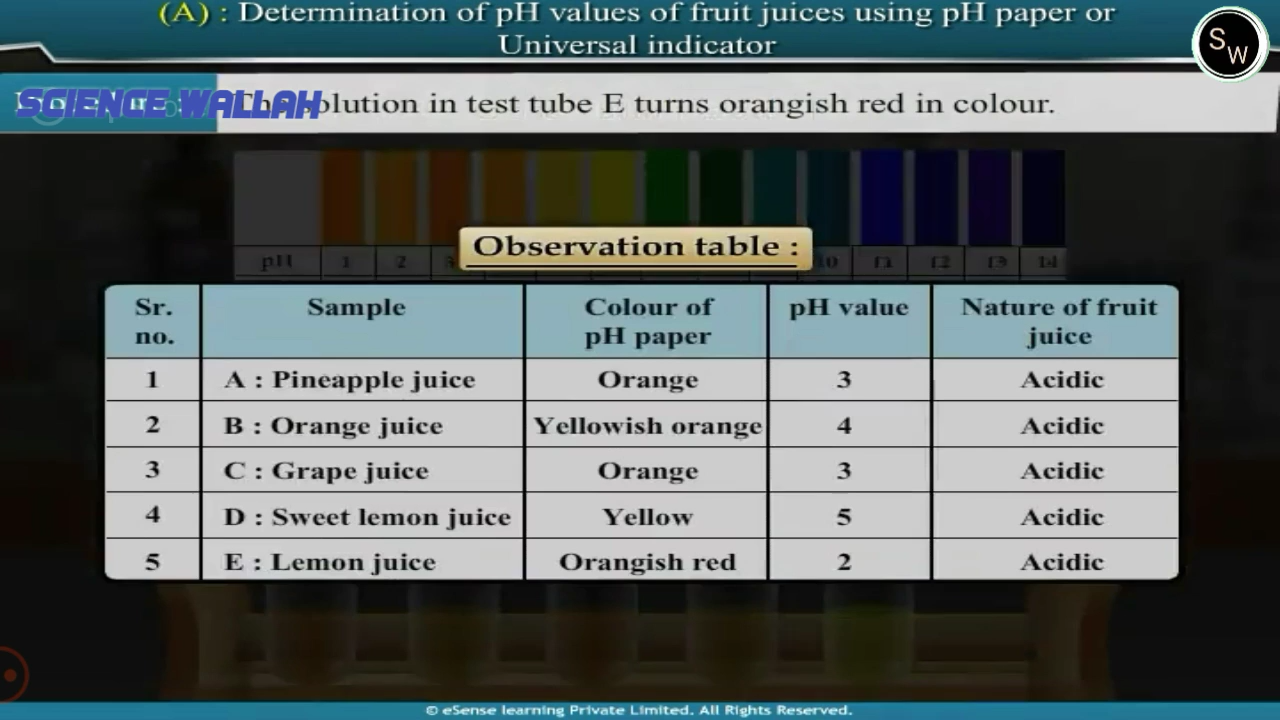 (A) : Determination of pH values of fruit juices using pH paper or
Universal indicator
S
W
SCIENCE WALLAH
solution in test tube E turns orangish red in colour.
pH 1 2 10 11 12 13 14
Observation table :
Sr. no. Sample Colour of pH paper pH value Nature of fruit juice
1 A : Pineapple juice Orange 3 Acidic
2 B : Orange juice Yellowish orange 4 Acidic
3 C : Grape juice Orange 3 Acidic
4 D : Sweet lemon juice Yellow 5 Acidic
5 E : Lemon juice Orangish red 2 Acidic
© eSense learning Private Limited. All Rights Reserved.